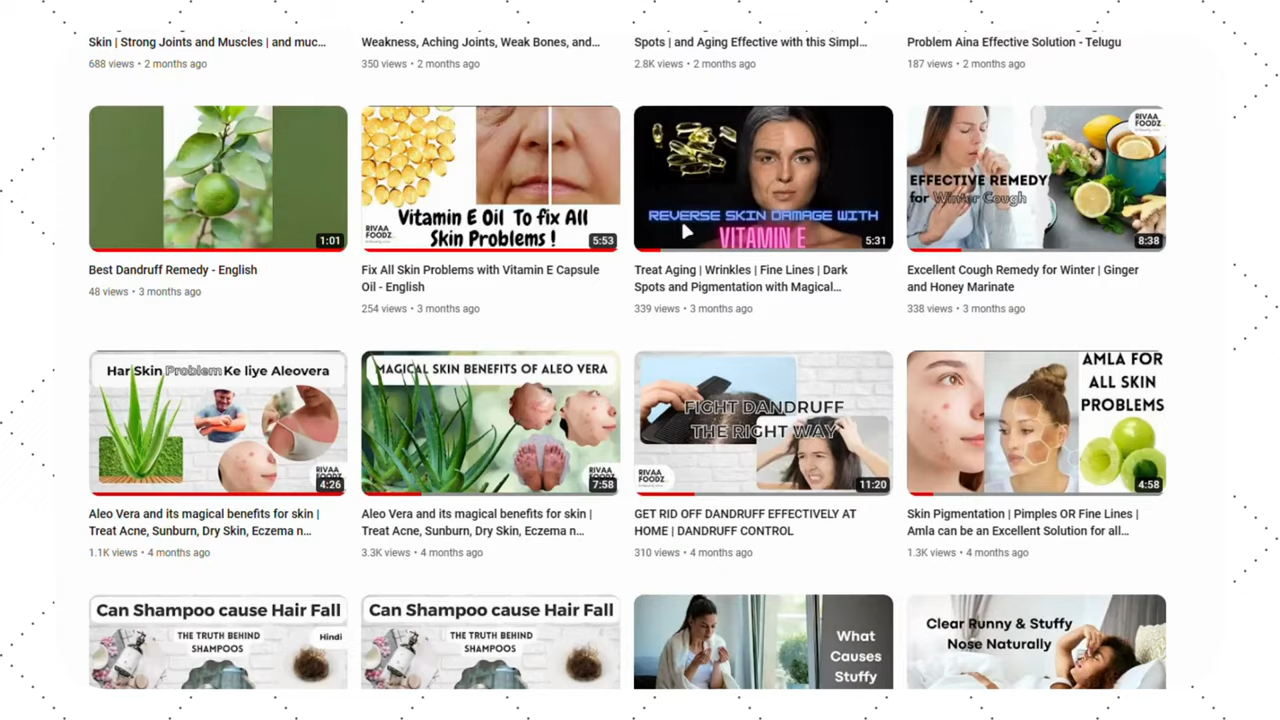 Skin | Strong Joints and Muscles | and muc...
688 views • 2 months ago
Weakness, Aching Joints, Weak Bones, and...
350 views • 2 months ago
Spots | and Aging Effective with this Simpl...
2.8K views • 2 months ago
Problem Aina Effective Solution - Telugu
187 views • 2 months ago
1:01
Best Dandruff Remedy - English
48 views • 3 months ago
Vitamin E Oil To fix All
Skin Problems !
RIVAA
FOODZ
5:53
Fix All Skin Problems with Vitamin E Capsule
Oil - English
254 views • 3 months ago
REVERSE SKIN DAMAGE WITH
VITAMIN E
5:31
Treat Aging | Wrinkles | Fine Lines | Dark
Spots and Pigmentation with Magical...
339 views • 3 months ago
RIVAA
FOODZ
EFFECTIVE REMEDY
for Winter Cough
8:38
Excellent Cough Remedy for Winter | Ginger
and Honey Marinate
338 views • 3 months ago
Har Skin Problem Ke liye Aleovera
RIVAA
FOODZ
4:26
Aleo Vera and its magical benefits for skin |
Treat Acne, Sunburn, Dry Skin, Eczema n...
1.1K views • 4 months ago
MAGICAL SKIN BENEFITS OF ALEO VERA
RIVAA
FOODZ
7:58
Aleo Vera and its magical benefits for skin |
Treat Acne, Sunburn, Dry Skin, Eczema n...
3.3K views • 4 months ago
FIGHT DANDRUFF
THE RIGHT WAY
RIVAA
FOODZ
11:20
GET RID OFF DANDRUFF EFFECTIVELY AT
HOME | DANDRUFF CONTROL
310 views • 4 months ago
AMLA FOR
ALL SKIN
PROBLEMS
4:58
Skin Pigmentation | Pimples OR Fine Lines |
Amla can be an Excellent Solution for all...
1.3K views • 4 months ago
Can Shampoo cause Hair Fall
THE TRUTH BEHIND
SHAMPOOS
Hindi
Can Shampoo cause Hair Fall
THE TRUTH BEHIND
SHAMPOOS
What
Causes
Stuffy
Clear Runny & Stuffy
Nose Naturally